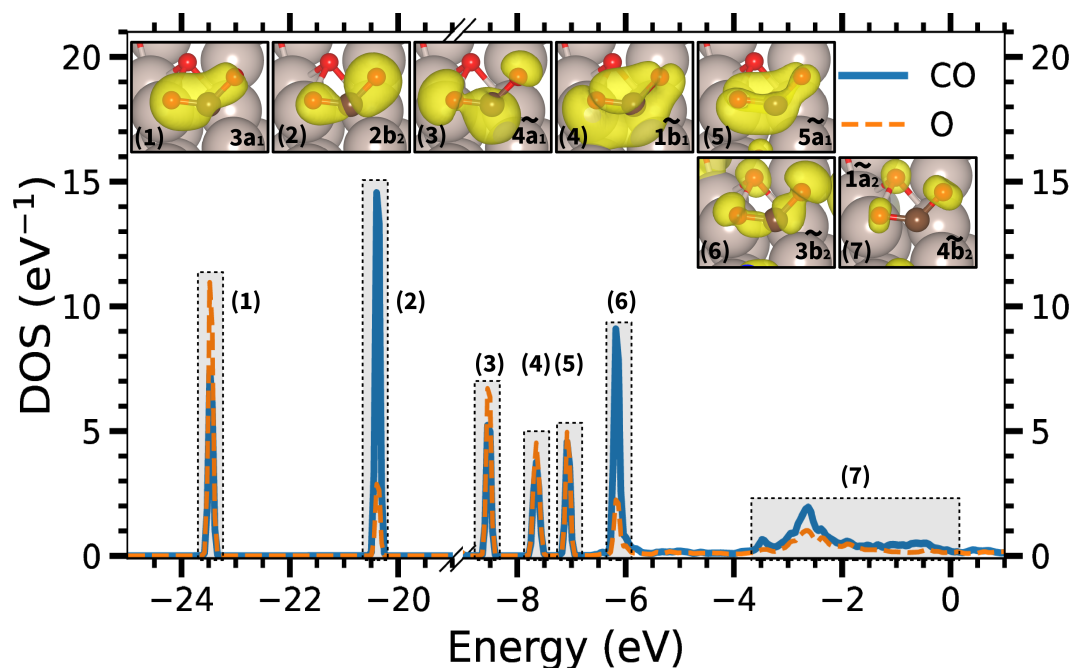 20
20
CO
O
(1) 3a₁
(2) 2b₂
(3) 4ã₁
(4) 1b̃₁
(5) 5ã₁
(6) 3b̃₂
1ã₂
(7) 4b̃₂
15
15
10
10
5
5
0
0
(1)
(2)
(3)
(4)
(5)
(6)
(7)
DOS (eV⁻¹)
−24
−22
−20
−8
−6
−4
−2
0
Energy (eV)